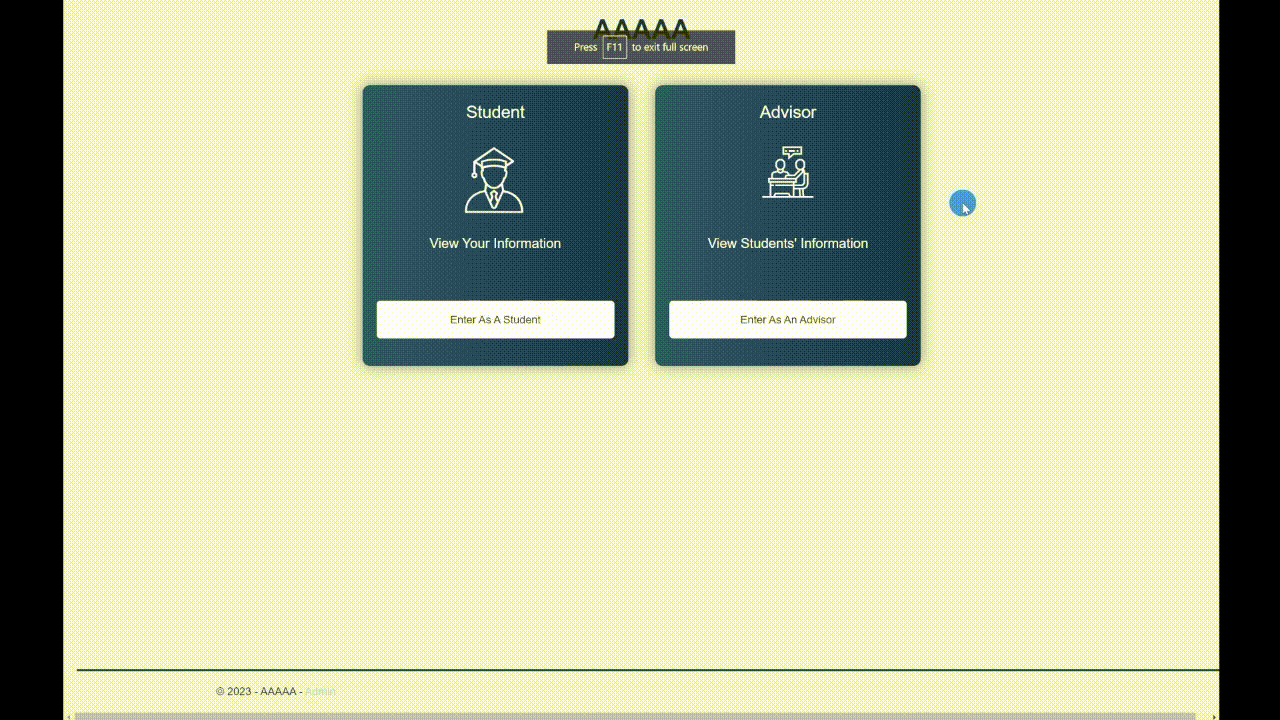 AAAAA
Press F11 to exit full screen
Student
View Your Information
Enter As A Student
Advisor
View Students' Information
Enter As An Advisor
© 2023 - AAAAA - Admin